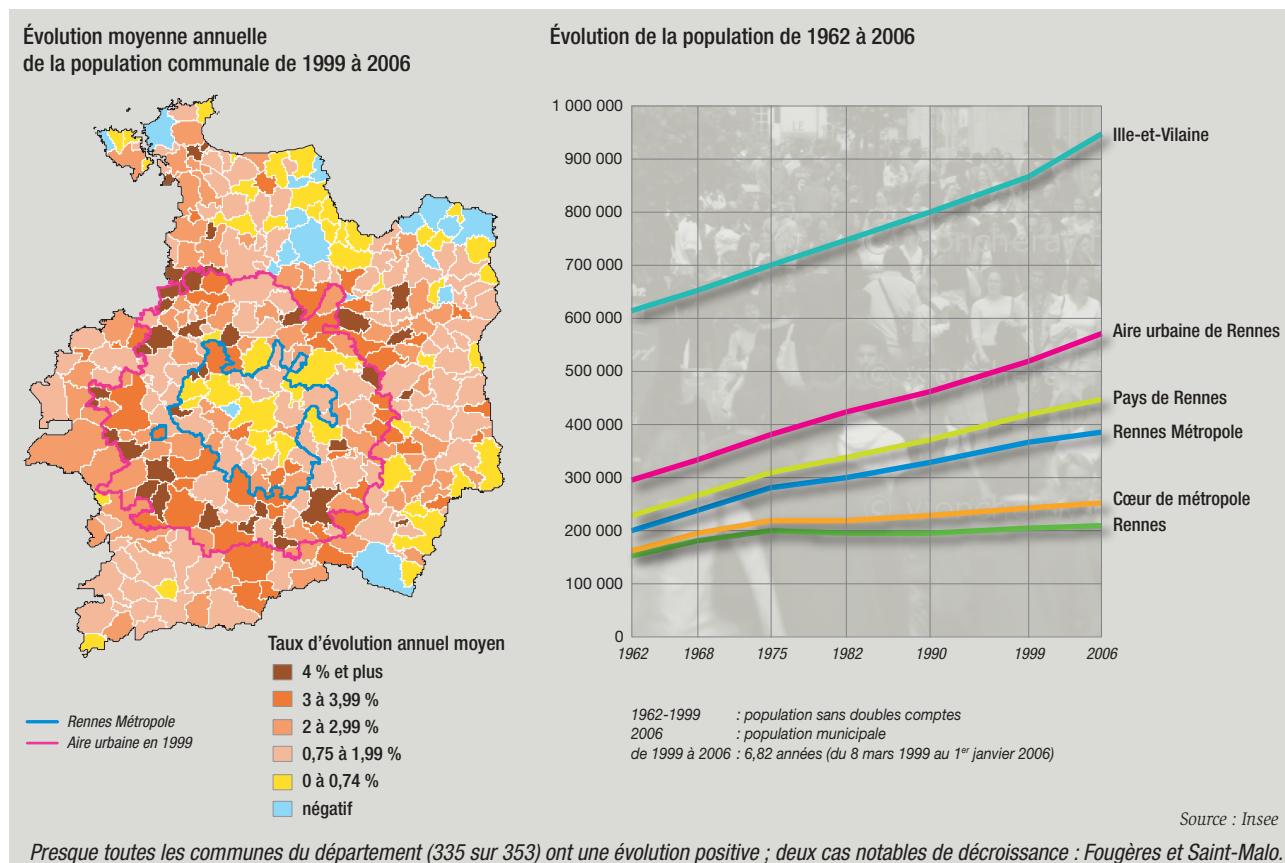 Évolution moyenne annuelle
de la population communale de 1999 à 2006
Taux d'évolution annuel moyen
4 % et plus
3 à 3,99 %
2 à 2,99 %
0,75 à 1,99 %
0 à 0,74 %
négatif
Rennes Métropole
Aire urbaine en 1999
Évolution de la population de 1962 à 2006
1 000 000
900 000
800 000
700 000
600 000
500 000
400 000
300 000
200 000
100 000
0
1962 1968 1975 1982 1990 1999 2006
Ille-et-Vilaine
Aire urbaine de Rennes
Pays de Rennes
Rennes Métropole
Cœur de métropole
Rennes
1962-1999 : population sans doubles comptes
2006 : population municipale
de 1999 à 2006 : 6,82 années (du 8 mars 1999 au 1er janvier 2006)
Source : Insee
Presque toutes les communes du département (335 sur 353) ont une évolution positive ; deux cas notables de décroissance : Fougères et Saint-Malo